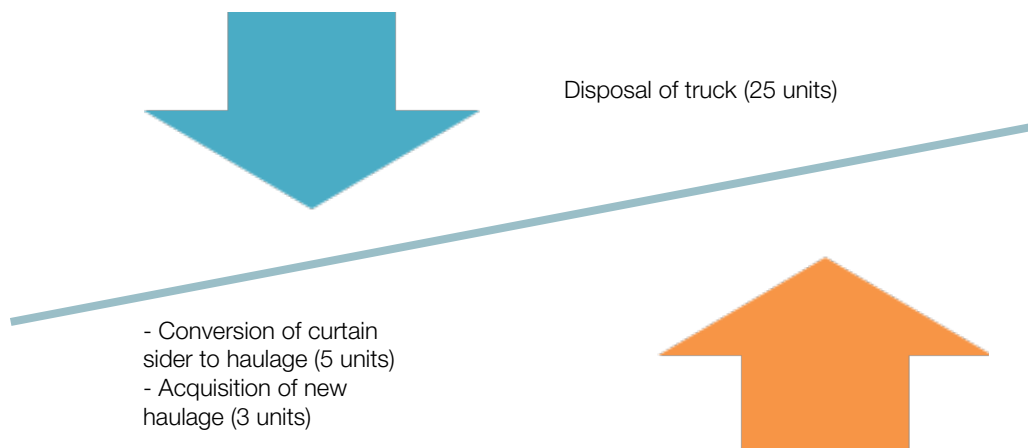 Disposal of truck (25 units)
- Conversion of curtain
sider to haulage (5 units)
- Acquisition of new
haulage (3 units)